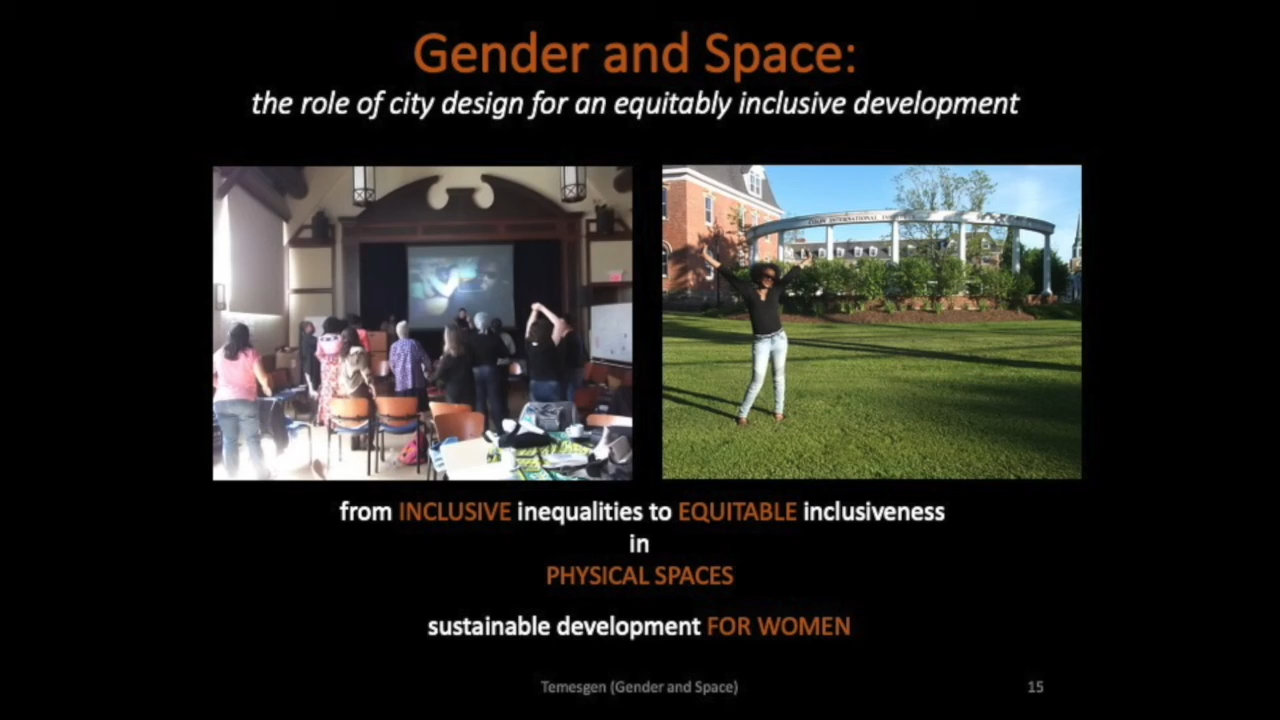 Gender and Space:
the role of city design for an equitably inclusive development
from INCLUSIVE inequalities to EQUITABLE inclusiveness
in
PHYSICAL SPACES
sustainable development FOR WOMEN
Temesgen (Gender and Space)
15